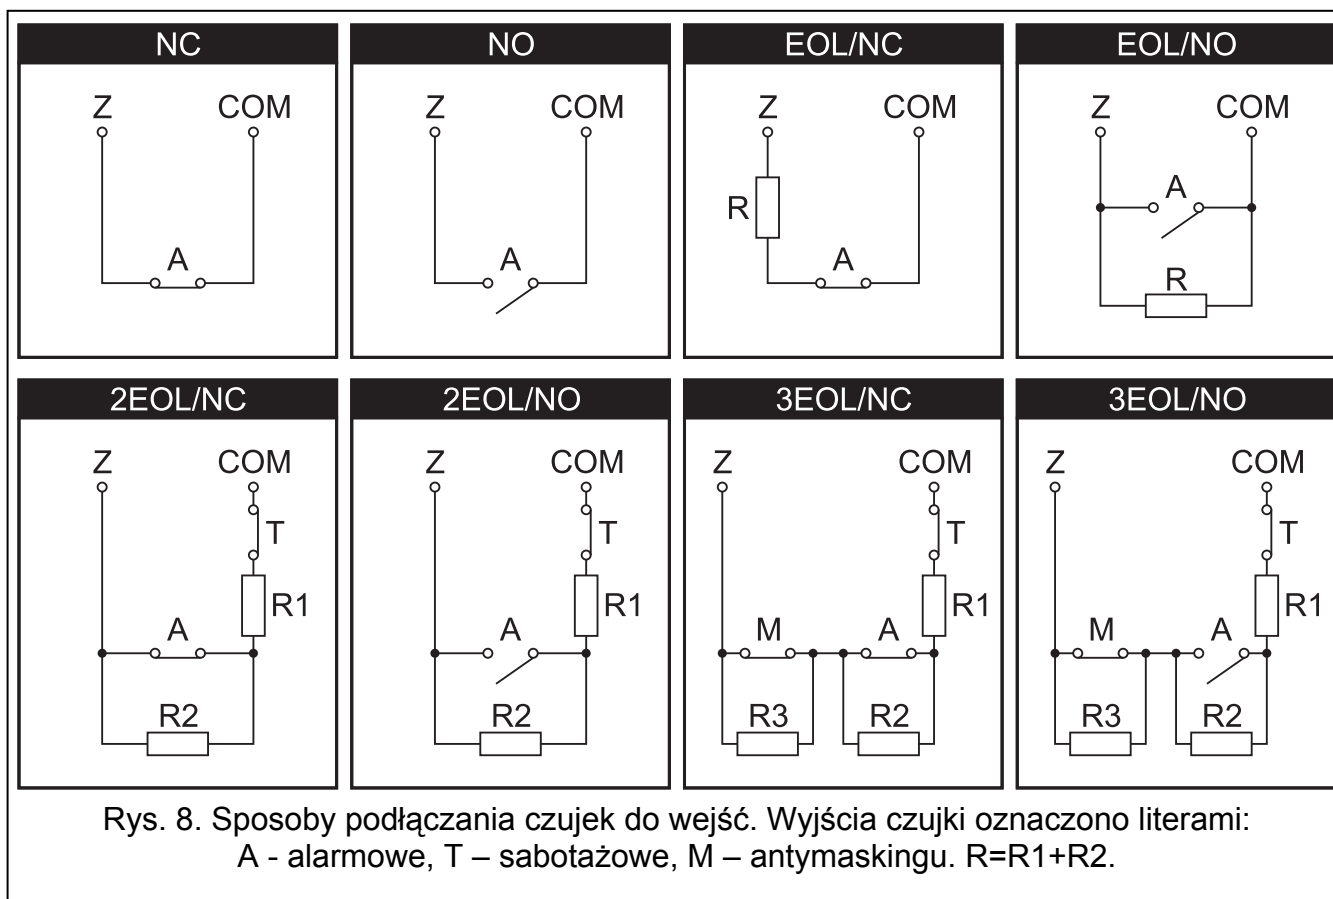 NC
Z COM
A
NO
Z COM
A
EOL/NC
Z COM
R
A
EOL/NO
Z COM
A
R
2EOL/NC
Z COM
T
R1
A
R2
2EOL/NO
Z COM
T
R1
A
R2
3EOL/NC
Z COM
T
R1
M A
R3 R2
3EOL/NO
Z COM
T
R1
M A
R3 R2
Rys. 8. Sposoby podłączania czujek do wejść. Wyjścia czujki oznaczono literami:
A - alarmowe, T – sabotażowe, M – antymaskingu. R=R1+R2.